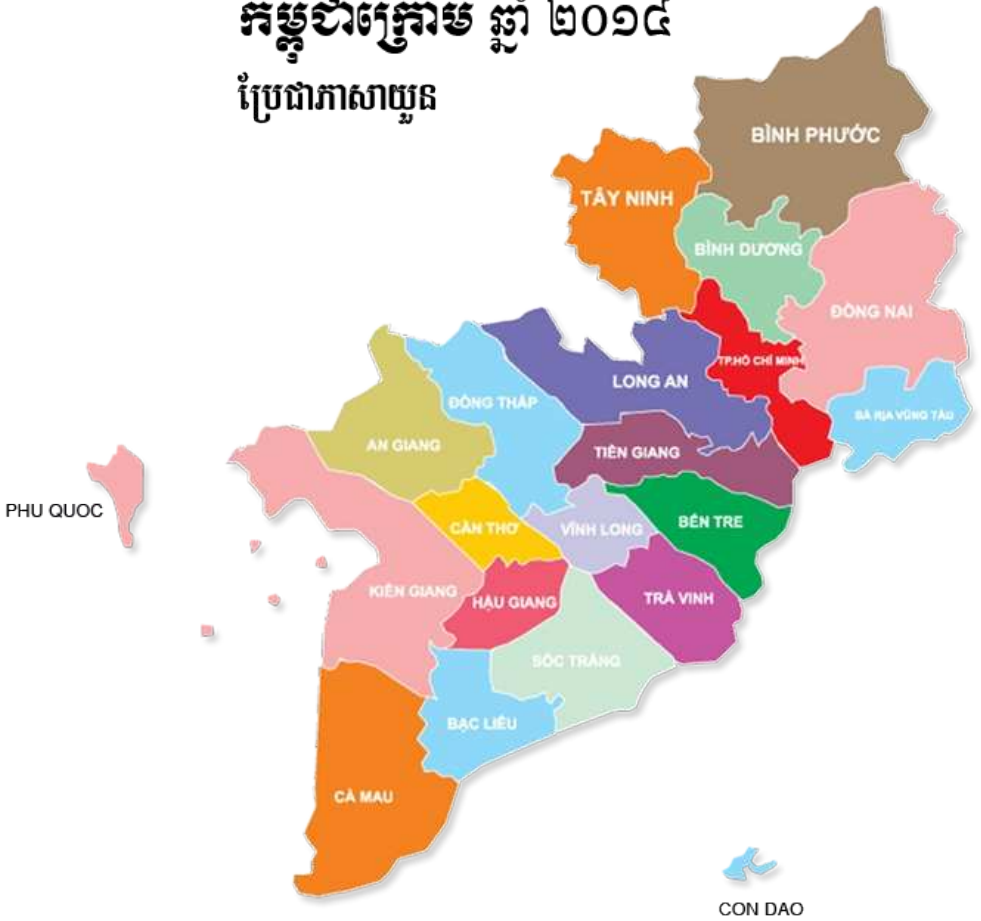 កម្ពុជាក្រោម ឆ្នាំ ២០១៤
ប្រែជាភាសាយួន
BÌNH PHƯỚC
TÂY NINH
BÌNH DƯƠNG
ĐỒNG NAI
TP.HỒ CHÍ MINH
LONG AN
ĐỒNG THÁP
BÀ RỊA VŨNG TÀU
AN GIANG
TIỀN GIANG
PHU QUOC
CẦN THƠ
VĨNH LONG
BẾN TRE
KIÊN GIANG
HẬU GIANG
TRÀ VINH
SÓC TRĂNG
BẠC LIÊU
CÀ MAU
CON DAO